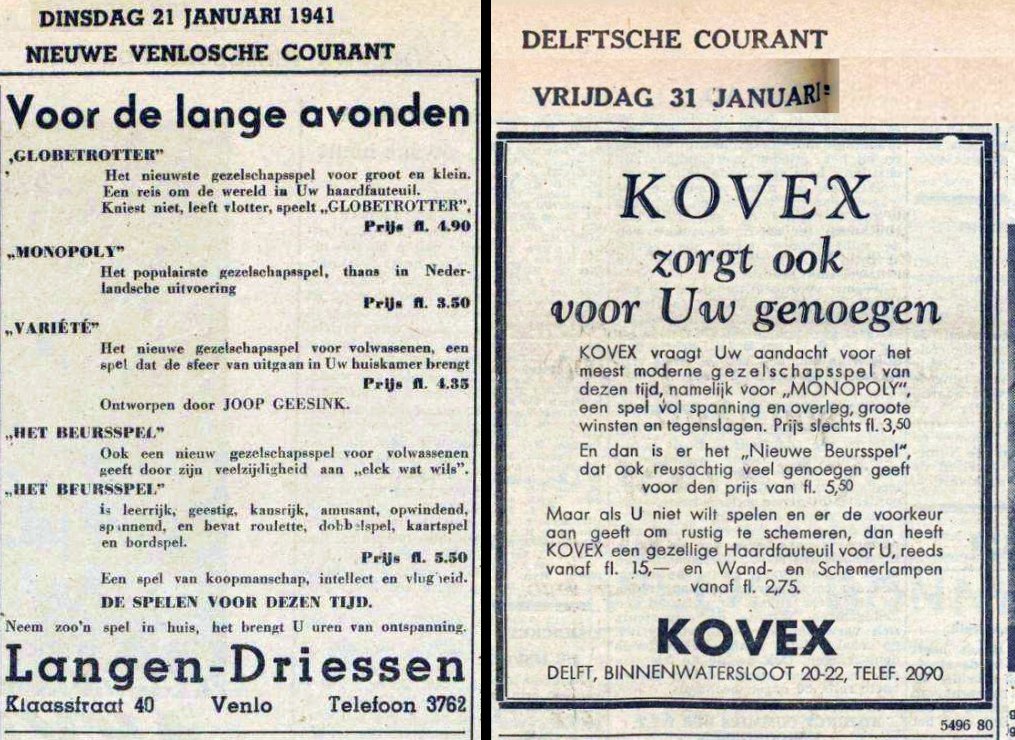 DINSDAG 21 JANUARI 1941
NIEUWE VENLOSCHE COURANT
Voor de lange avonden
„GLOBETROTTER”
Het nieuwste gezelschapsspel voor groot en klein.
Een reis om de wereld in Uw haardfauteuil.
Kniest niet, leeft vlotter, speelt „GLOBETROTTER”,
Prijs fl. 4.90
„MONOPOLY”
Het populairste gezelschapsspel, thans in Neder-
landsche uitvoering
Prijs fl. 3.50
„VARIÉTÉ”
Het nieuwe gezelschapsspel voor volwassenen, een
spel dat de sfeer van uitgaan in Uw huiskamer brengt
Prijs fl. 4.35
Ontworpen door JOOP GEESINK.
„HET BEURSSPEL”
Ook een nieuw gezelschapsspel voor volwassenen
geeft door zijn veelzijdigheid aan „elck wat wils”.
„HET BEURSSPEL”
is leerrijk, geestig, kansrijk, amusant, opwindend,
spannend, en bevat roulette, dobbelspel, kaartspel
en bordspel.
Prijs fl. 5.50
Een spel van koopmanschap, intellect en vlugheid.
DE SPELEN VOOR DEZEN TIJD.
Neem zoo'n spel in huis, het brengt U uren van ontspanning.
Langen-Driessen
Klaasstraat 40 Venlo Telefoon 3762
DELFTSCHE COURANT
VRIJDAG 31 JANUARI
KOVEX
zorgt ook
voor Uw genoegen
KOVEX vraagt Uw aandacht voor het
meest moderne gezelschapsspel van
dezen tijd, namelijk voor „MONOPOLY”,
een spel vol spanning en overleg, groote
winsten en tegenslagen. Prijs slechts fl. 3,50
En dan is er het „Nieuwe Beursspel”,
dat ook reusachtig veel genoegen geeft
voor den prijs van fl. 5,50
Maar als U niet wilt spelen en er de voorkeur
aan geeft om rustig te schemeren, dan heeft
KOVEX een gezellige Haardfauteuil voor U, reeds
vanaf fl. 15,— en Wand- en Schemerlampen
vanaf fl. 2,75.
KOVEX
DELFT, BINNENWATERSLOOT 20-22, TELEF. 2090
5496 80